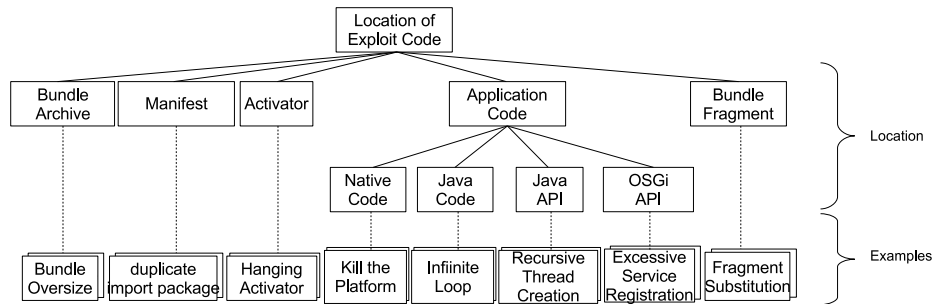 Location of
Exploit Code
Bundle
Archive
Manifest
Activator
Application
Code
Bundle
Fragment
Location
Native
Code
Java
Code
Java
API
OSGi
API
Bundle
Oversize
duplicate
import package
Hanging
Activator
Kill the
Platform
Infiinite
Loop
Recursive
Thread
Creation
Excessive
Service
Registration
Fragment
Substitution
Examples